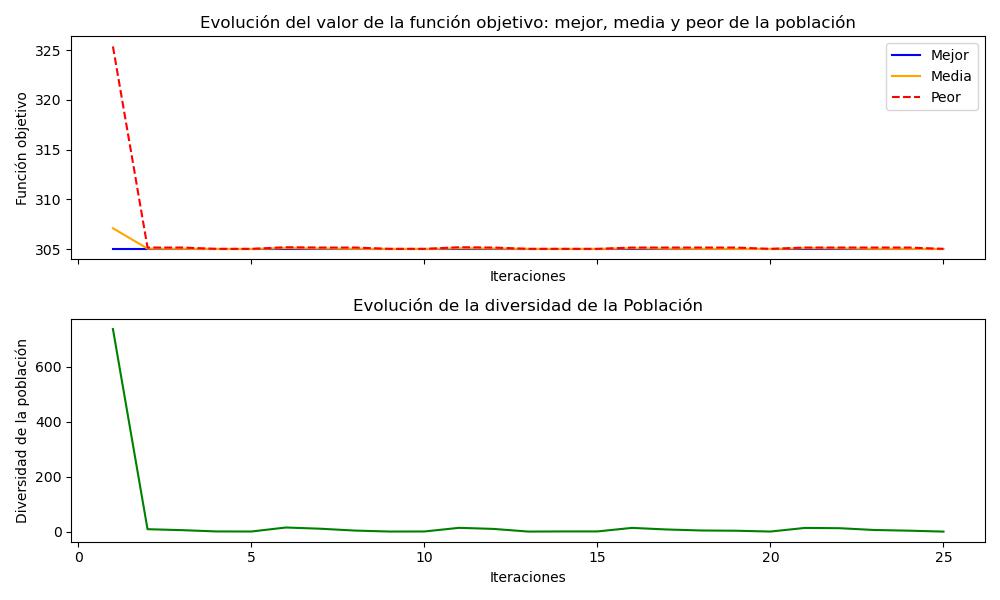 Evolución del valor de la función objetivo: mejor, media y peor de la población
Función objetivo
325
320
315
310
305
Mejor
Media
Peor
Iteraciones
Evolución de la diversidad de la Población
Diversidad de la población
600
400
200
0
0 5 10 15 20 25
Iteraciones